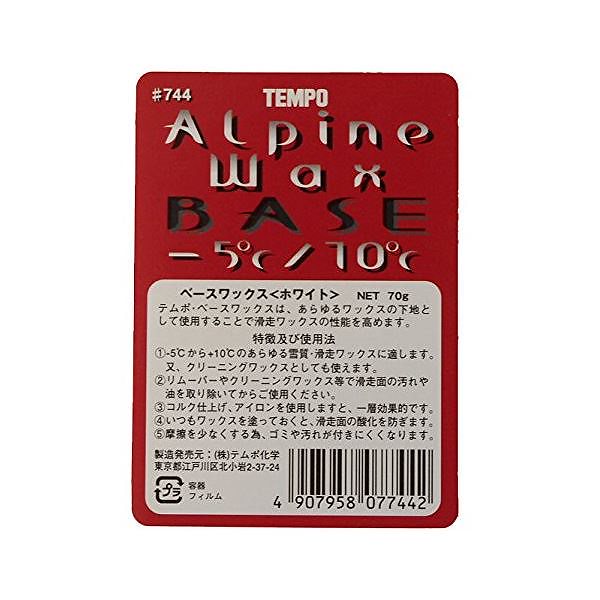 #744
TEMPO
Alpine
Wax
BASE
-5℃/10℃
ベースワックス<ホワイト> NET 70g
テムポ・ベースワックスは、あらゆるワックスの下地と
して使用することで滑走ワックスの性能を高めます。
特徴及び使用法
①-5℃から+10℃のあらゆる雪質・滑走ワックスに適します。
又、クリーニングワックスとしても使えます。
②リムーバーやクリーニングワックス等で滑走面の汚れや
油を取り除いてからご使用ください。
③コルク仕上げ、アイロンを使用しますと、一層効果的です。
④いつもワックスを塗っておくと、滑走面の酸化を防ぎます。
⑤摩擦を少なくする為、ゴミや汚れが付きにくくなります。
製造発売元:(株)テムポ化学
東京都江戸川区北小岩2-37-24
プラ
容器
フィルム
4 907958 077442